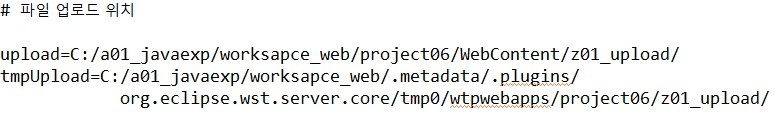 # 파일 업로드 위치
upload=C:/a01_javaexp/worksapce_web/project06/WebContent/z01_upload/
tmpUpload=C:/a01_javaexp/worksapce_web/.metadata/.plugins/
org.eclipse.wst.server.core/tmp0/wtpwebapps/project06/z01_upload/